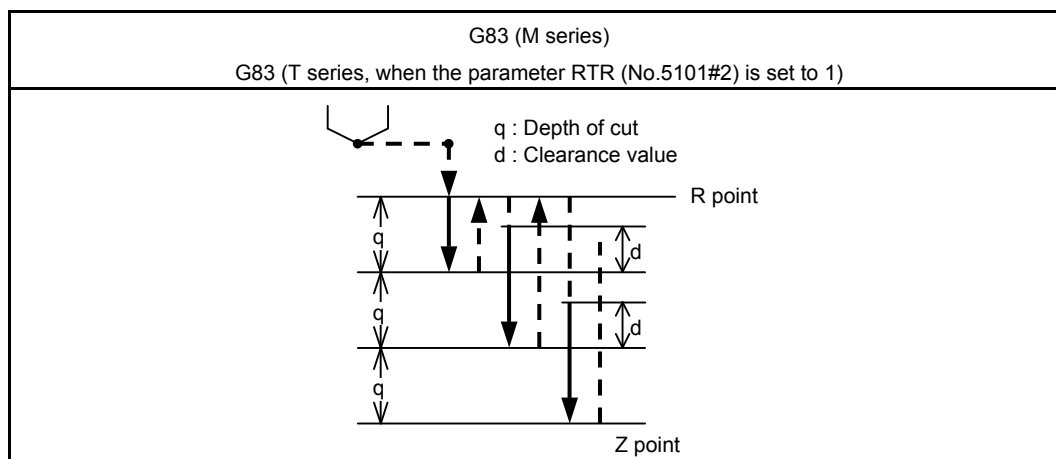 G83 (M series)
G83 (T series, when the parameter RTR (No.5101#2) is set to 1)
q : Depth of cut
d : Clearance value
R point
q
d
q
d
q
Z point